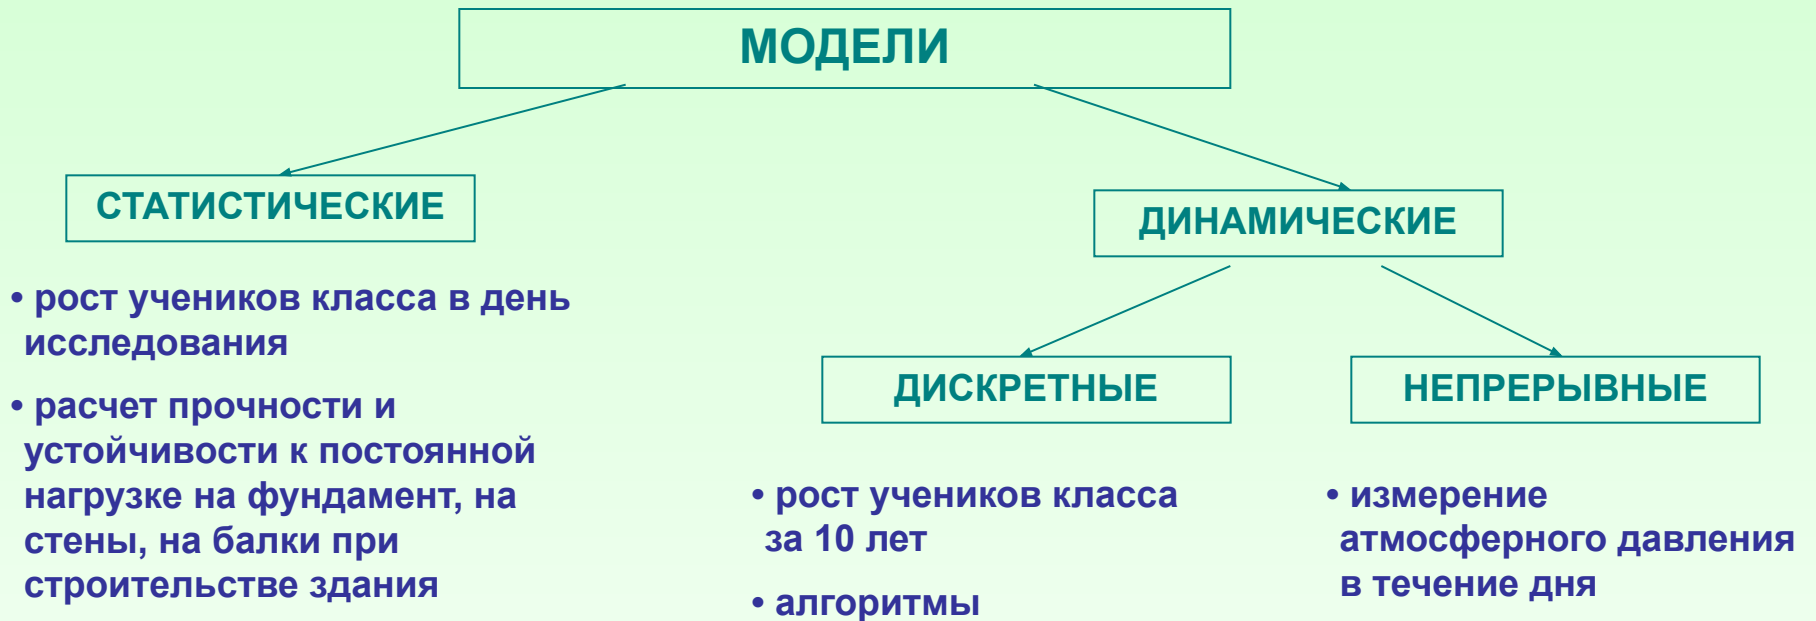 МОДЕЛИ
СТАТИСТИЧЕСКИЕ
• рост учеников класса в день
исследования
• расчет прочности и
устойчивости к постоянной
нагрузке на фундамент, на
стены, на балки при
строительстве здания
ДИНАМИЧЕСКИЕ
ДИСКРЕТНЫЕ
• рост учеников класса
за 10 лет
• алгоритмы
НЕПРЕРЫВНЫЕ
• измерение
атмосферного давления
в течение дня